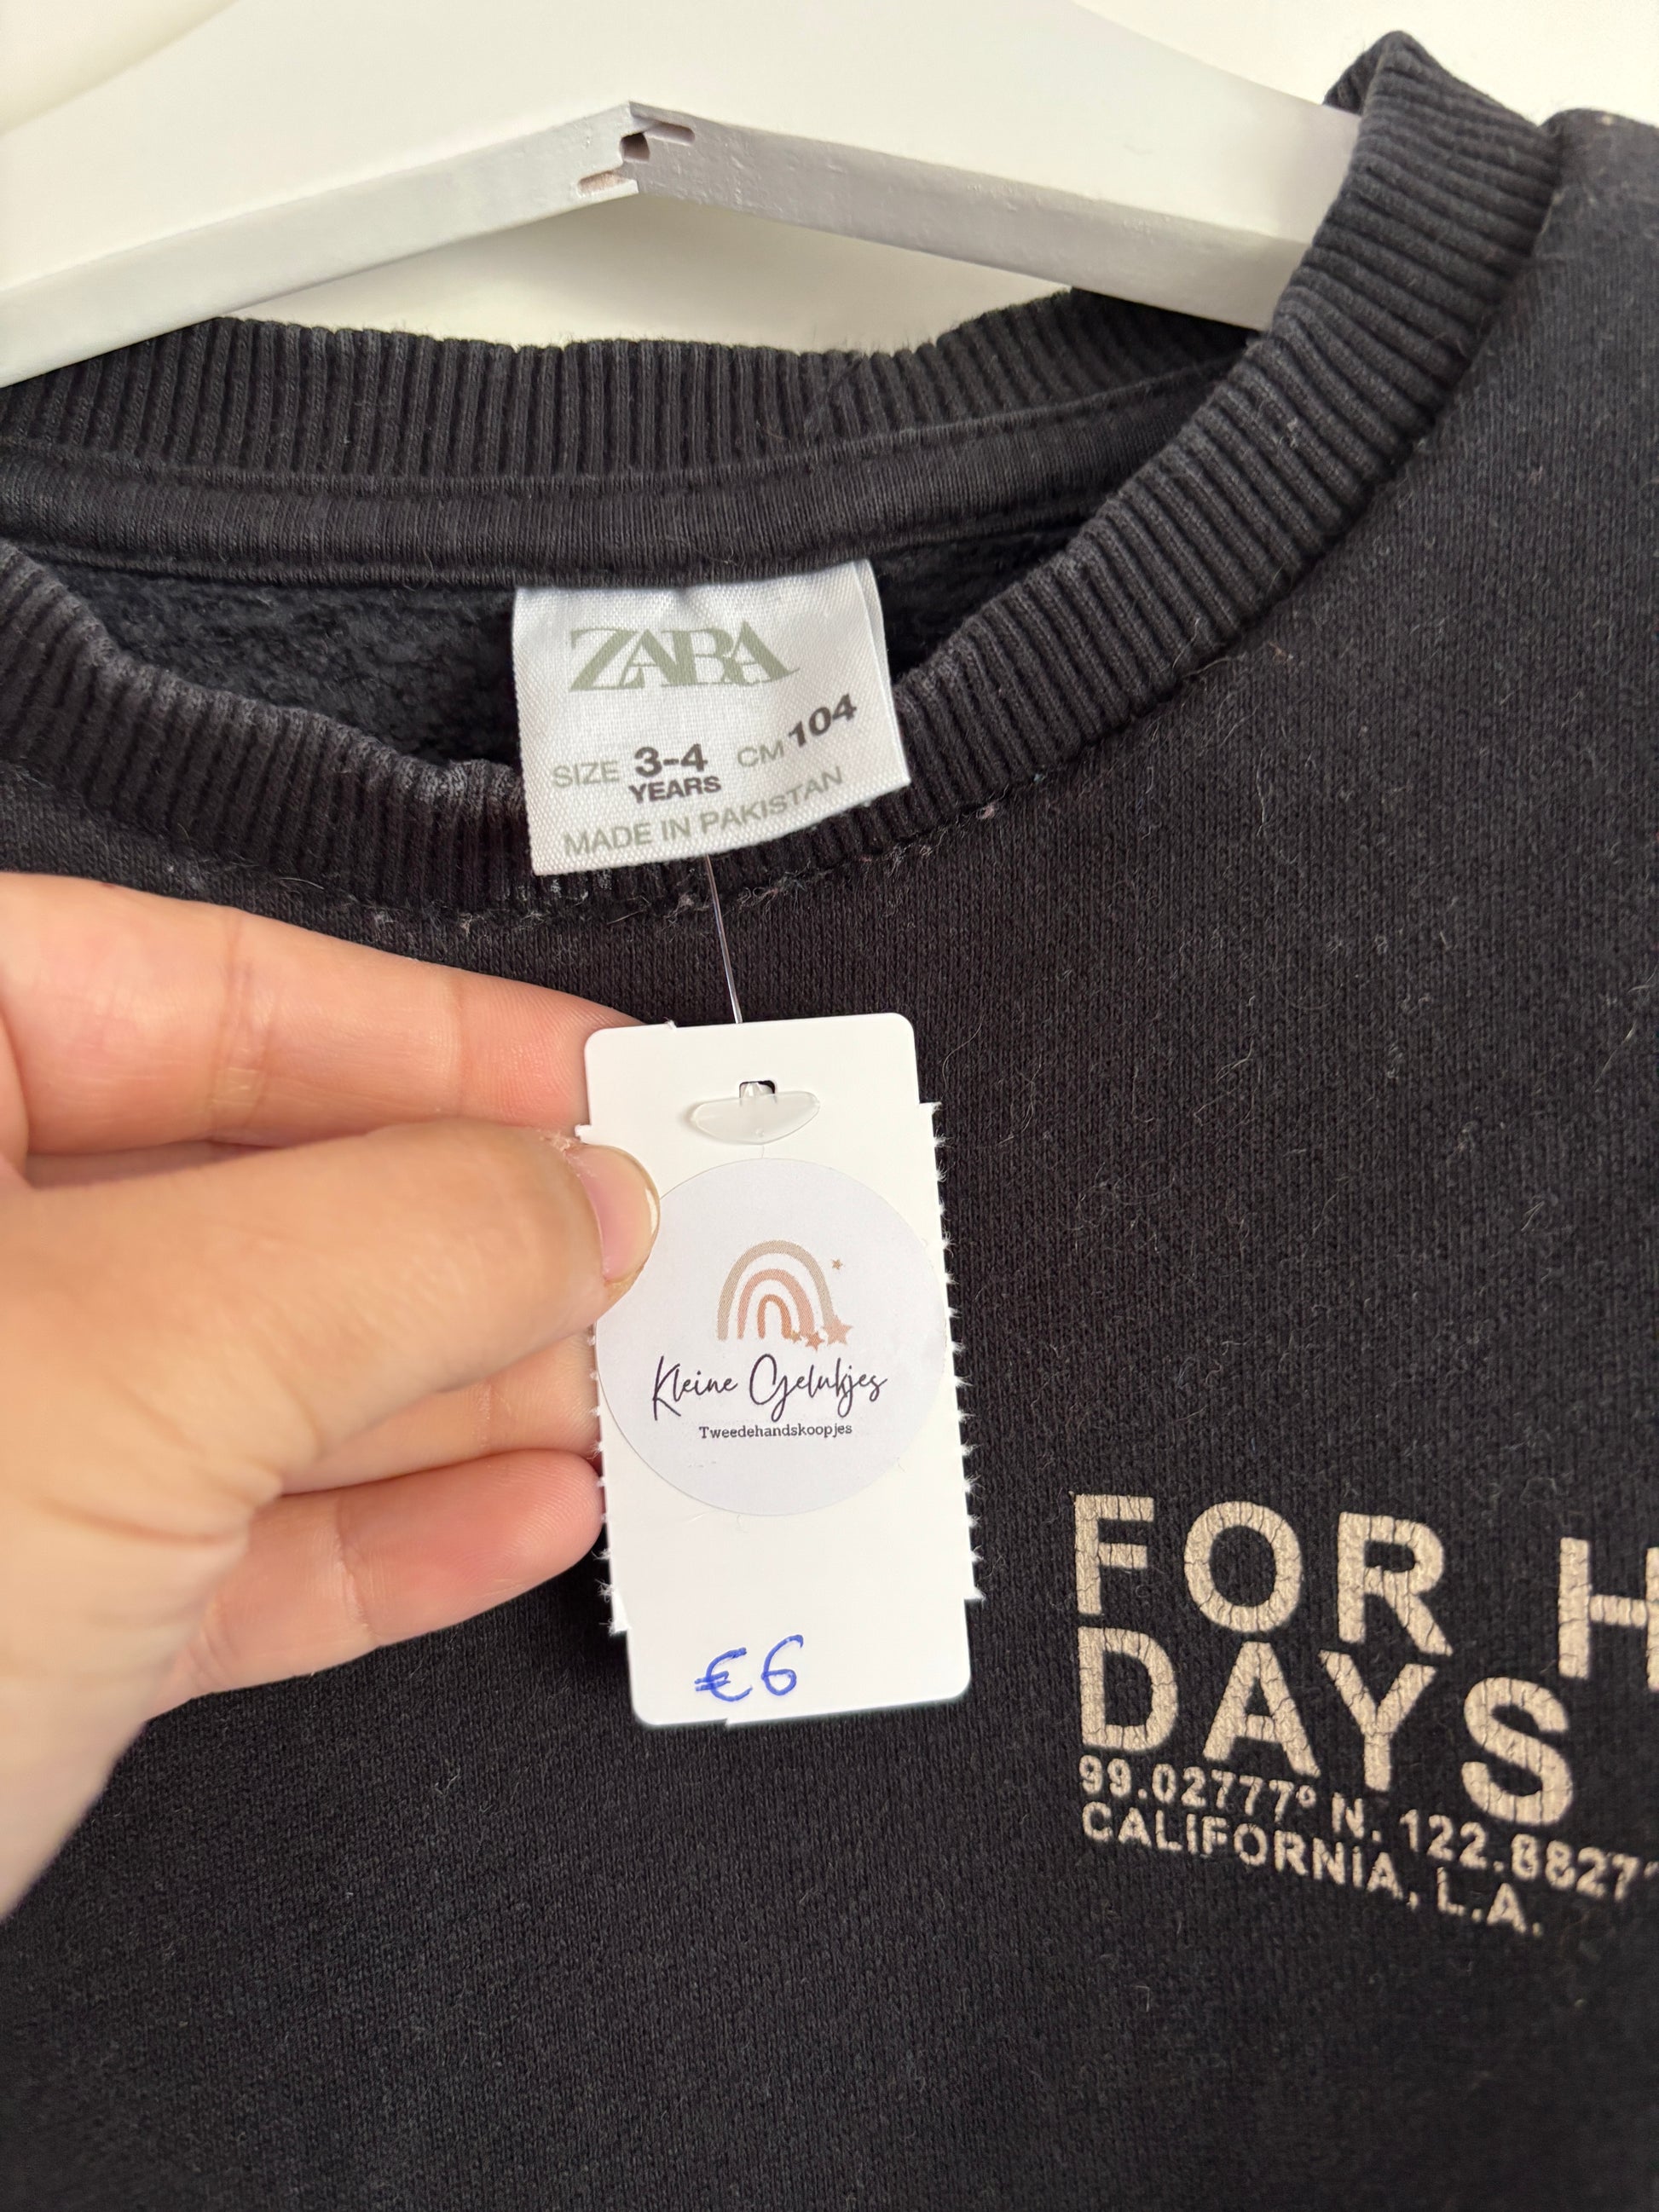 ZARA
SIZE 3-4 CM 104
YEARS
MADE IN PAKISTAN
Kleine Gelukjes
Tweedehandskoopjes
€6
FOR H
DAYS
99.02777° N. 122.8827
CALIFORNIA, L.A.